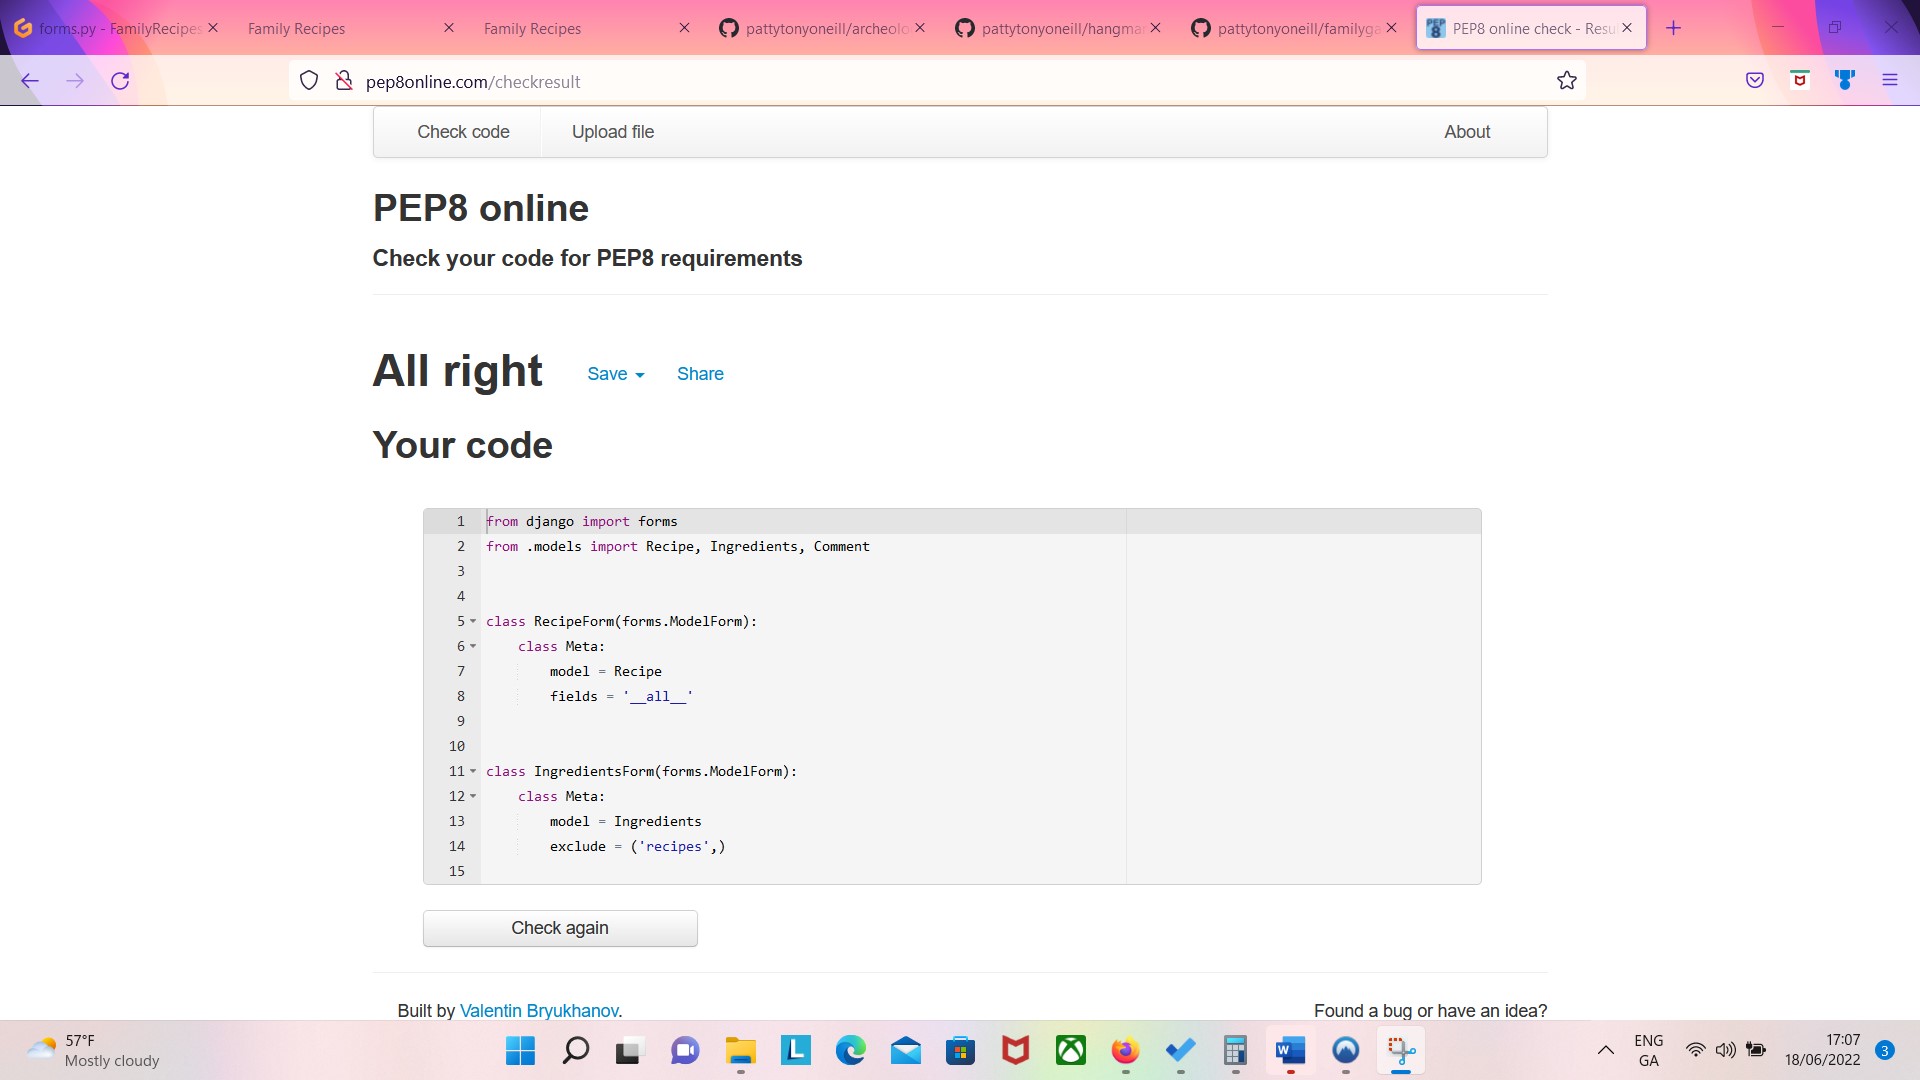 forms.py - FamilyRecipes
Family Recipes
Family Recipes
pattytonyoneill/archeolo
pattytonyoneill/hangma
pattytonyoneill/familyga
PEP8 online check - Resu
pep8online.com/checkresult
Check code
Upload file
About
PEP8 online
Check your code for PEP8 requirements
All right
Save
Share
Your code
1 from django import forms
2 from .models import Recipe, Ingredients, Comment
3
4
5 class RecipeForm(forms.ModelForm):
6     class Meta:
7         model = Recipe
8         fields = '__all__'
9
10
11 class IngredientsForm(forms.ModelForm):
12     class Meta:
13         model = Ingredients
14         exclude = ('recipes',)
15
Check again
Built by Valentin Bryukhanov.
Found a bug or have an idea?
57°F
Mostly cloudy
ENG
GA
17:07
18/06/2022
3